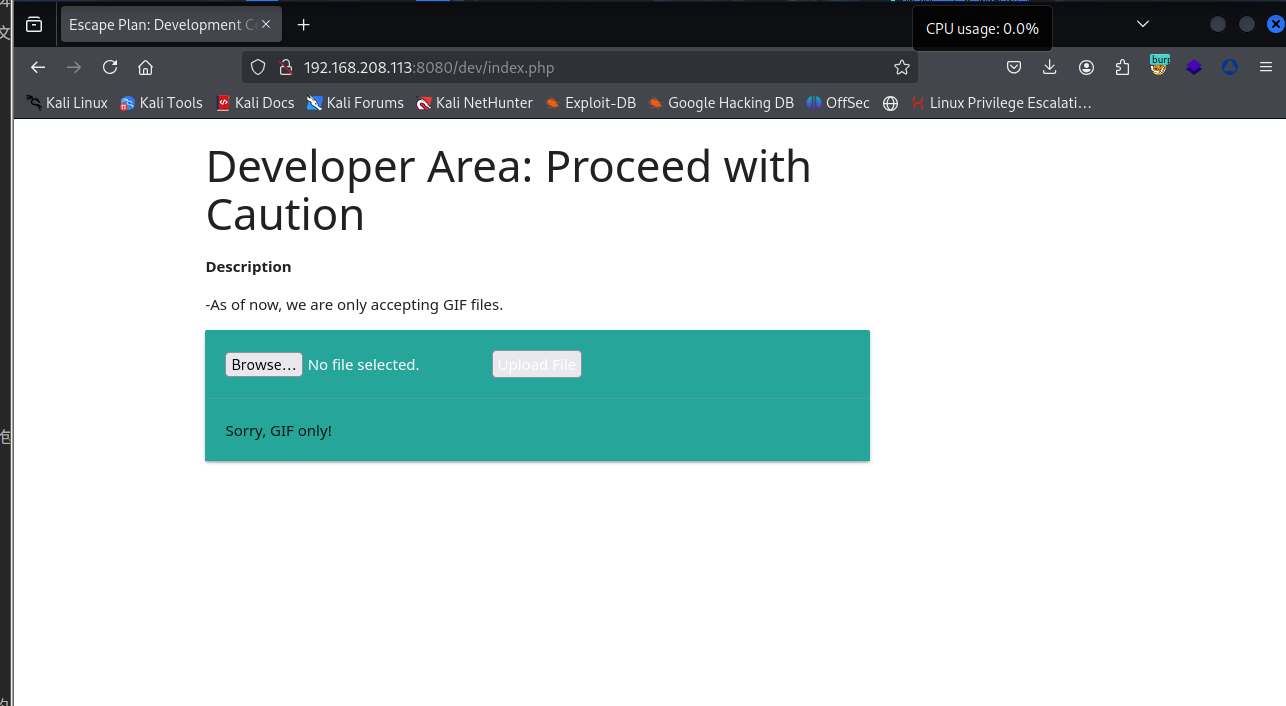 Escape Plan: Development Ce
CPU usage: 0.0%
192.168.208.113:8080/dev/index.php
Kali Linux Kali Tools Kali Docs Kali Forums Kali NetHunter Exploit-DB Google Hacking DB OffSec Linux Privilege Escalati…
Developer Area: Proceed with
Caution
Description
-As of now, we are only accepting GIF files.
Browse… No file selected. Upload File
Sorry, GIF only!